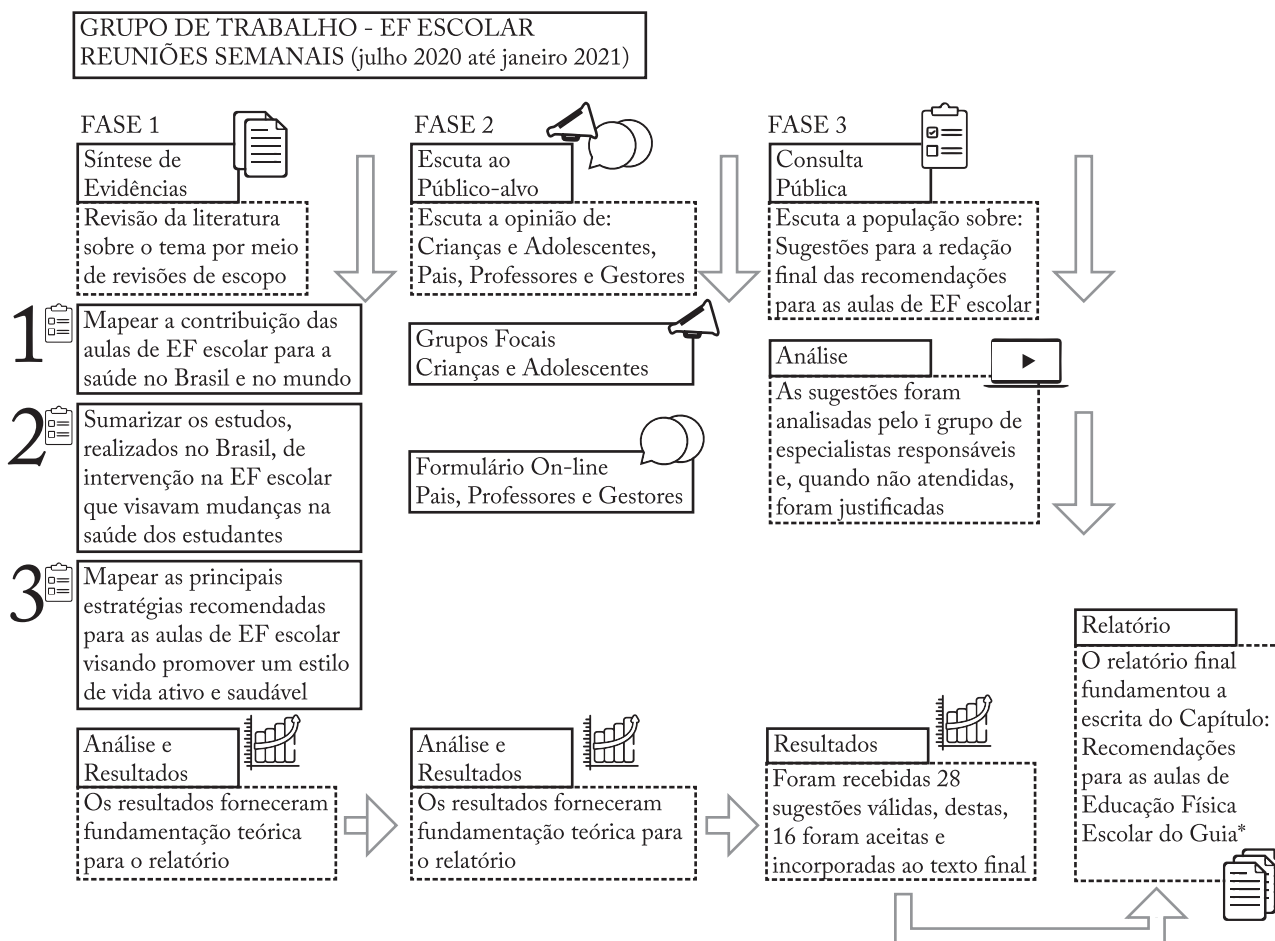 GRUPO DE TRABALHO - EF ESCOLAR
REUNIÕES SEMANAIS (julho 2020 até janeiro 2021)
FASE 1
Síntese de
Evidências
Revisão da literatura
sobre o tema por meio
de revisões de escopo
1
Mapear a contribuição das
aulas de EF escolar para a
saúde no Brasil e no mundo
2
Sumarizar os estudos,
realizados no Brasil, de
intervenção na EF escolar
que visavam mudanças na
saúde dos estudantes
3
Mapear as principais
estratégias recomendadas
para as aulas de EF escolar
visando promover um estilo
de vida ativo e saudável
Análise e
Resultados
Os resultados forneceram
fundamentação teórica
para o relatório
FASE 2
Escuta ao
Público-alvo
Escuta a opinião de:
Crianças e Adolescentes,
Pais, Professores e Gestores
Grupos Focais
Crianças e Adolescentes
Formulário On-line
Pais, Professores e Gestores
Análise e
Resultados
Os resultados forneceram
fundamentação teórica para
o relatório
FASE 3
Consulta
Pública
Escuta a população sobre:
Sugestões para a redação
final das recomendações
para as aulas de EF escolar
Análise
As sugestões foram
analisadas pelo ī grupo de
especialistas responsáveis
e, quando não atendidas,
foram justificadas
Resultados
Foram recebidas 28
sugestões válidas, destas,
16 foram aceitas e
incorporadas ao texto final
Relatório
O relatório final
fundamentou a
escrita do Capítulo:
Recomendações
para as aulas de
Educação Física
Escolar do Guia*